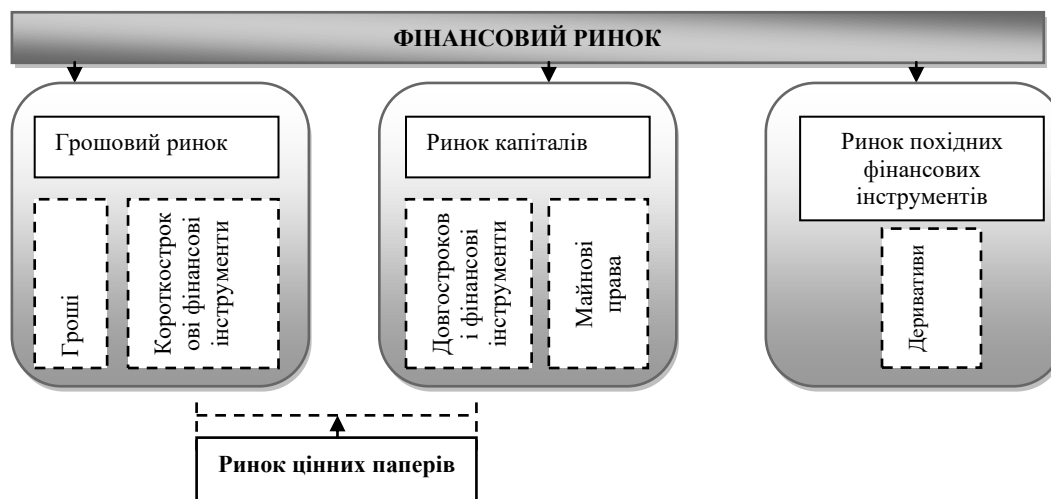 ФІНАНСОВИЙ РИНОК
Грошовий ринок
Гроші
Короткострок
ові фінансові
інструменти
Ринок капіталів
Довгостроков
і фінансові
інструменти
Майнові
права
Ринок похідних
фінансових
інструментів
Деривативи
Ринок цінних паперів